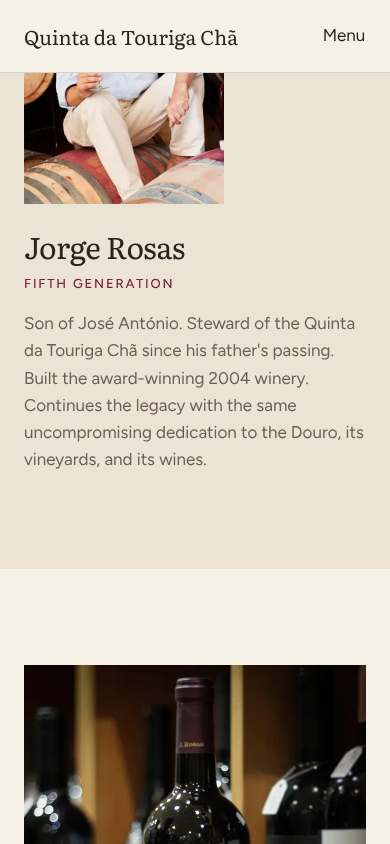 Quinta da Touriga Chã
Menu
Jorge Rosas
FIFTH GENERATION
Son of José António. Steward of the Quinta
da Touriga Chã since his father's passing.
Built the award-winning 2004 winery.
Continues the legacy with the same
uncompromising dedication to the Douro, its
vineyards, and its wines.
J. Rosas